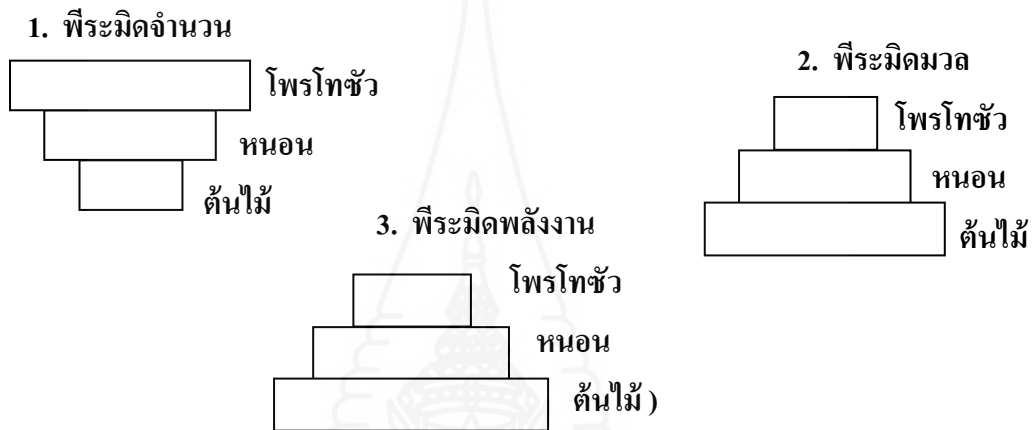 1. พีระมิดจำนวน
โพรโทซัว
หนอน
ต้นไม้
2. พีระมิดมวล
โพรโทซัว
หนอน
ต้นไม้
3. พีระมิดพลังงาน
โพรโทซัว
หนอน
ต้นไม้ )